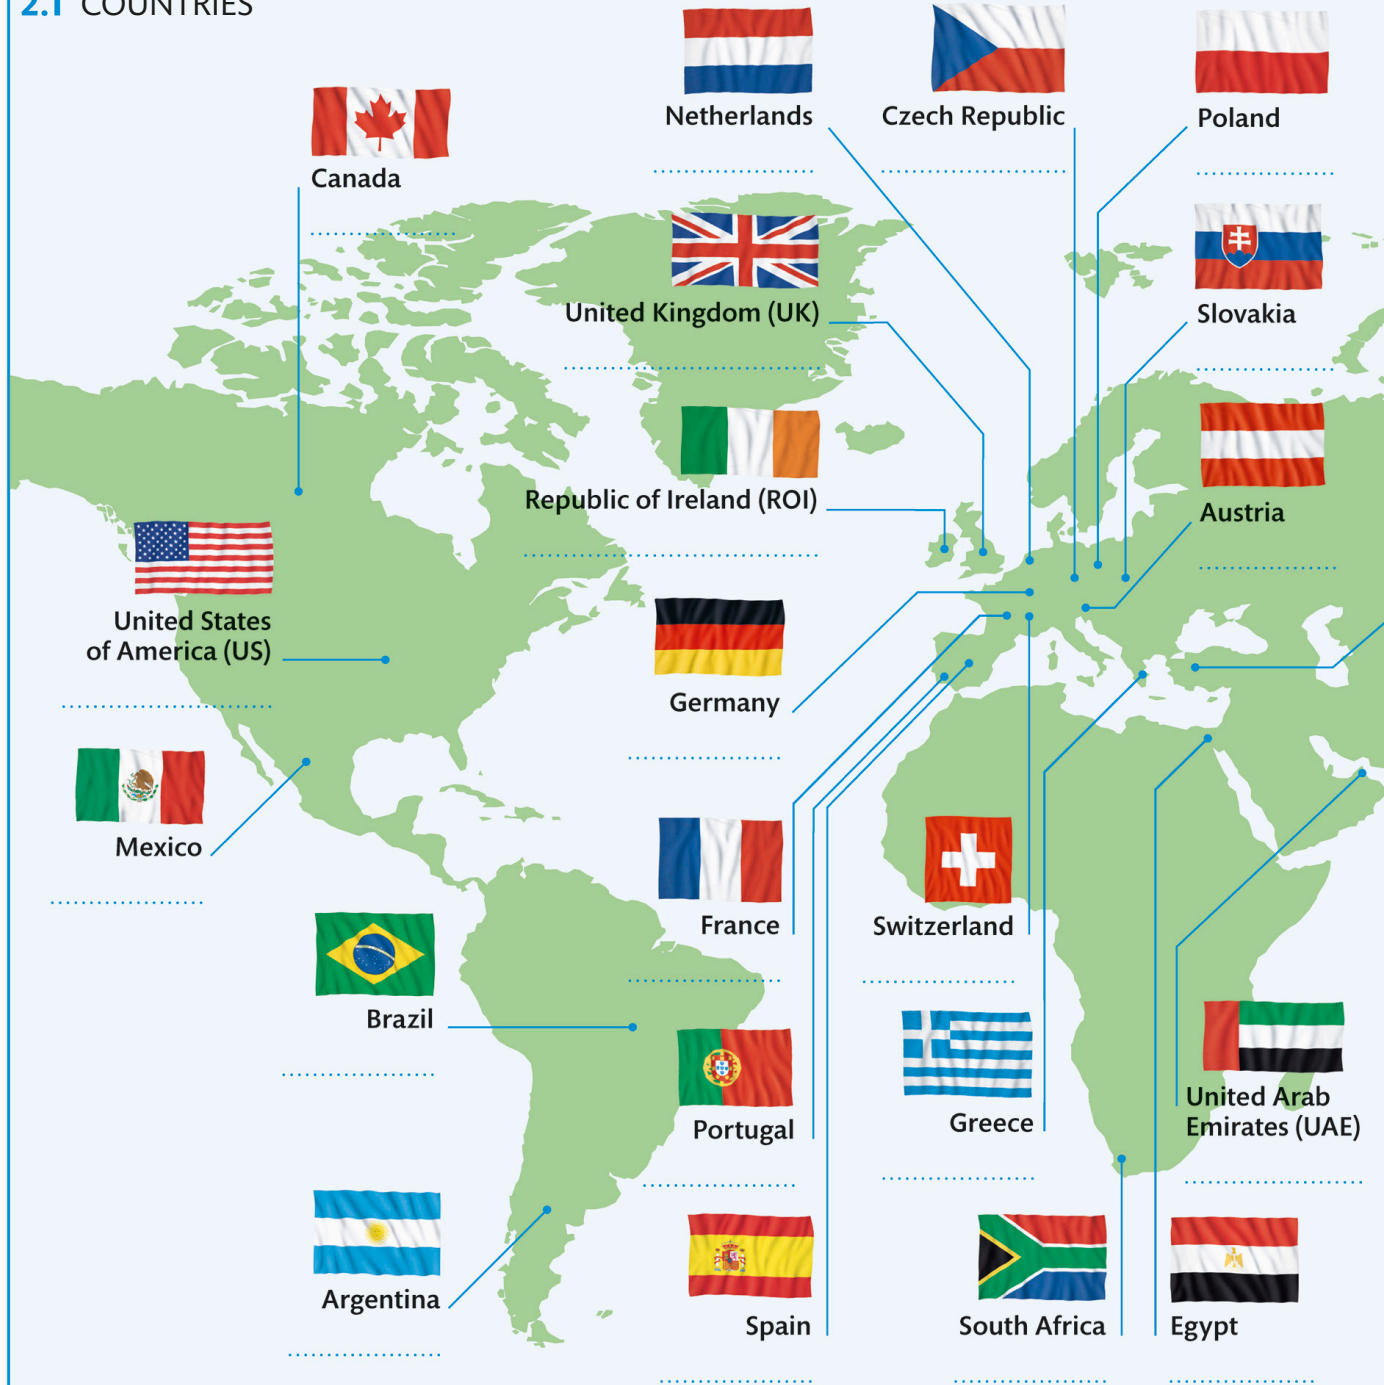 2.1 COUNTRIES
Netherlands
Czech Republic
Poland
Canada
United Kingdom (UK)
Slovakia
Republic of Ireland (ROI)
Austria
United States
of America (US)
Germany
Mexico
France
Switzerland
Brazil
Portugal
Greece
United Arab
Emirates (UAE)
Argentina
Spain
South Africa
Egypt